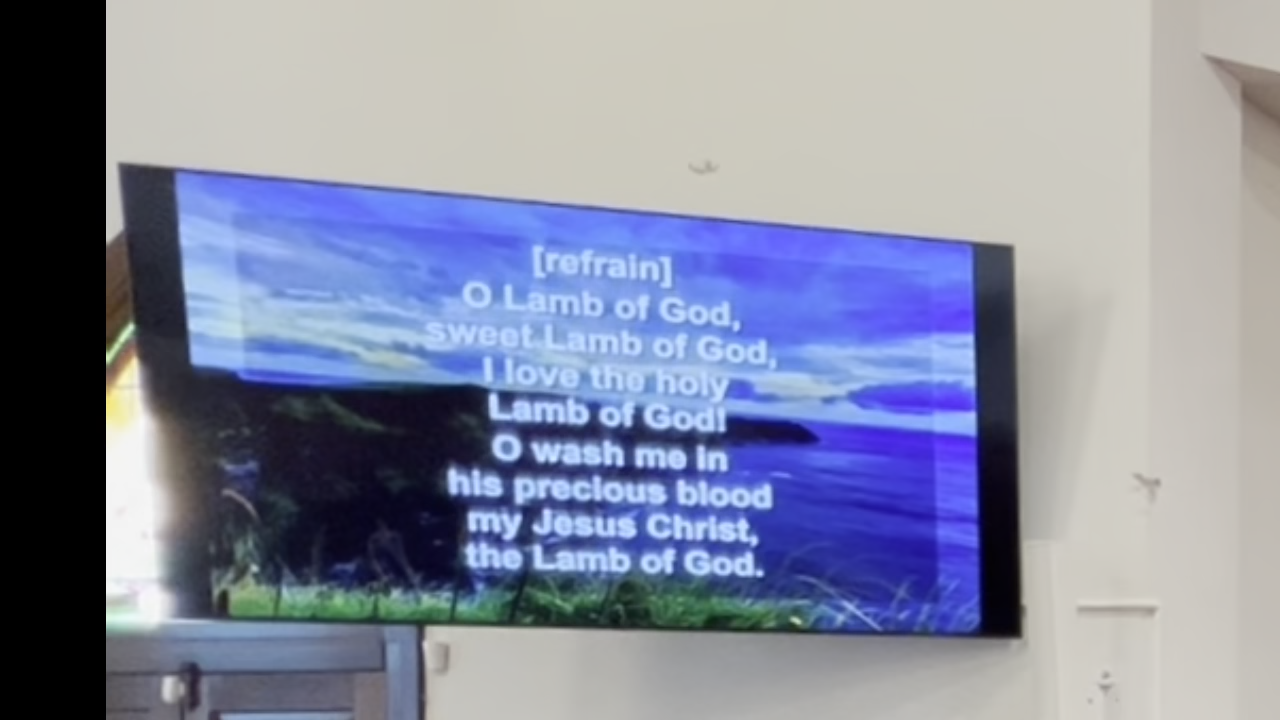 [refrain]
O Lamb of God,
sweet Lamb of God,
I love the holy
Lamb of God!
O wash me in
his precious blood
my Jesus Christ,
the Lamb of God.